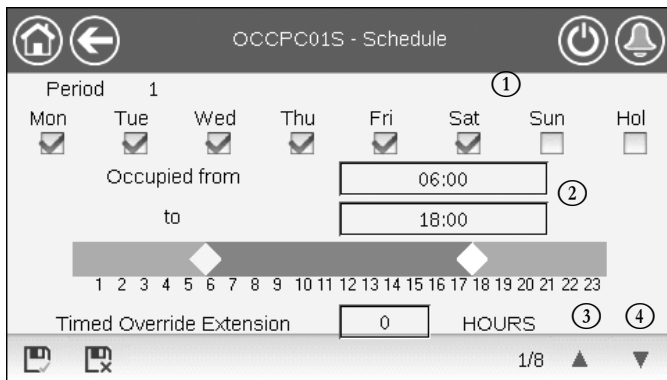 OCCPC01S - Schedule
Period 1 ①
Mon Tue Wed Thu Fri Sat Sun Hol
Occupied from 06:00 ②
to 18:00
1 2 3 4 5 6 7 8 9 10 11 12 13 14 15 16 17 18 19 20 21 22 23
Timed Override Extension 0 HOURS ③ ④
1/8